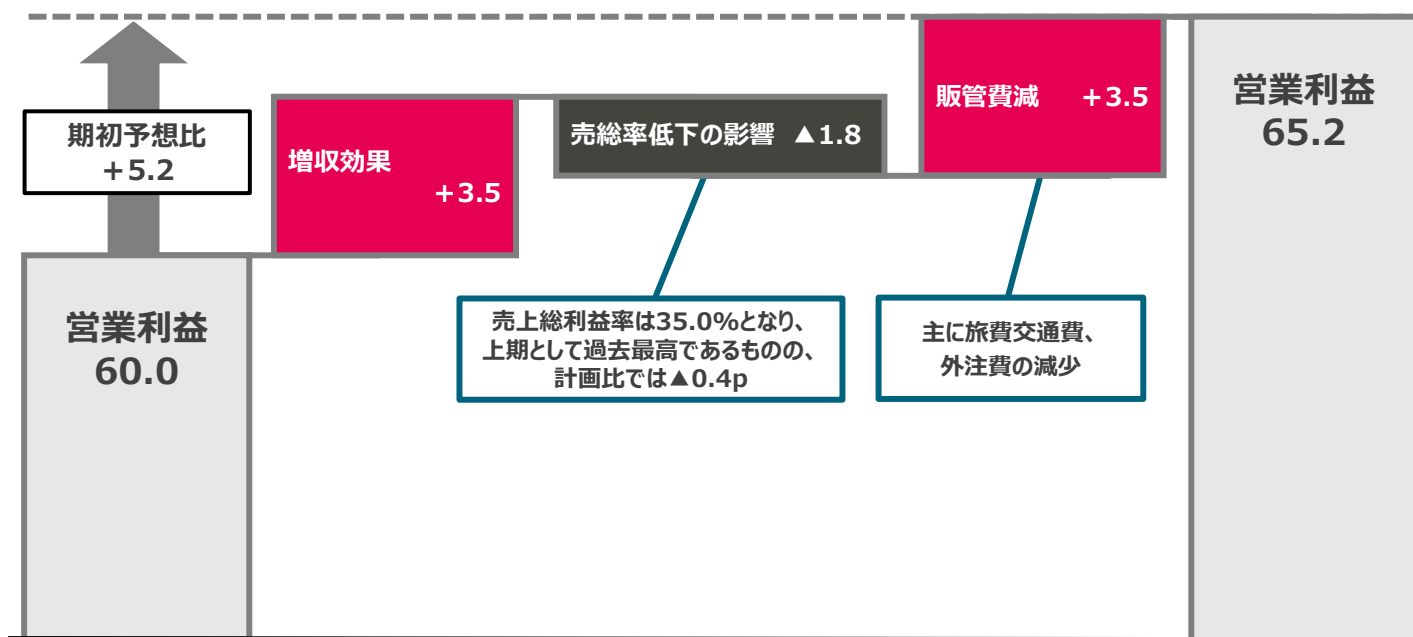 期初予想比
+5.2
営業利益
60.0
増収効果
+3.5
売総率低下の影響 ▲1.8
販管費減 +3.5
営業利益
65.2
売上総利益率は35.0%となり、
上期として過去最高であるものの、
計画比では▲0.4p
主に旅費交通費、
外注費の減少